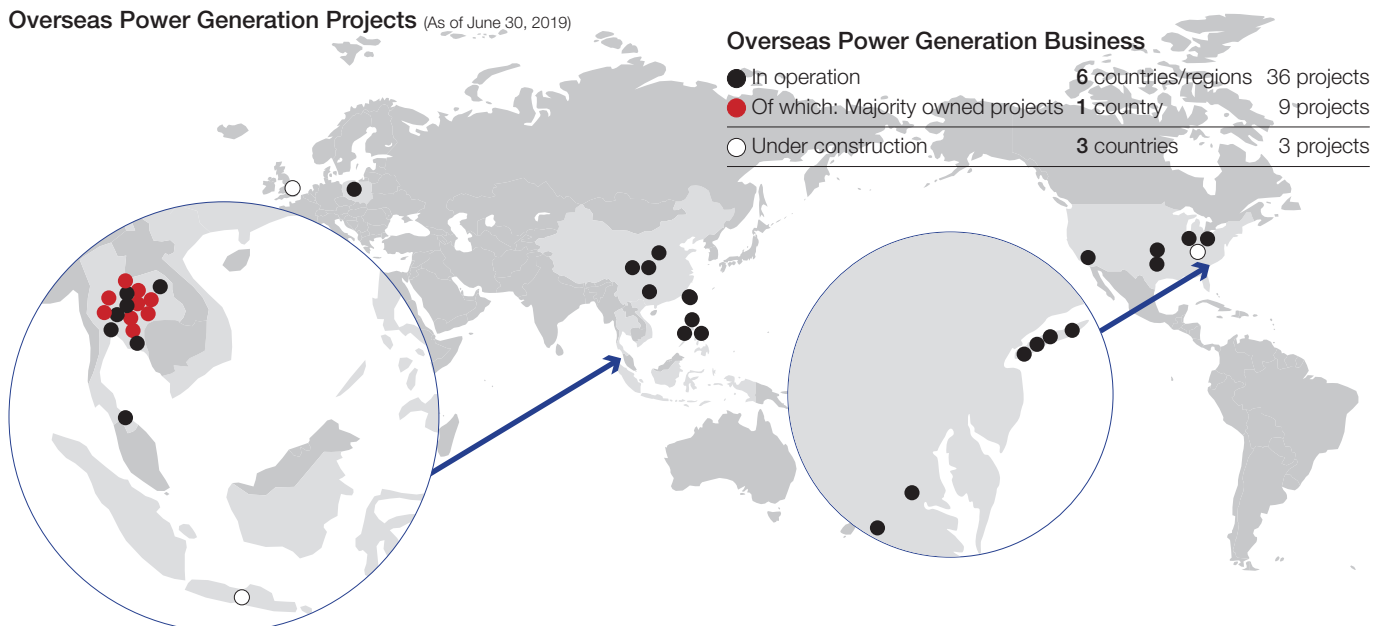 Overseas Power Generation Projects (As of June 30, 2019)
Overseas Power Generation Business
In operation 6 countries/regions 36 projects
Of which: Majority owned projects 1 country 9 projects
Under construction 3 countries 3 projects